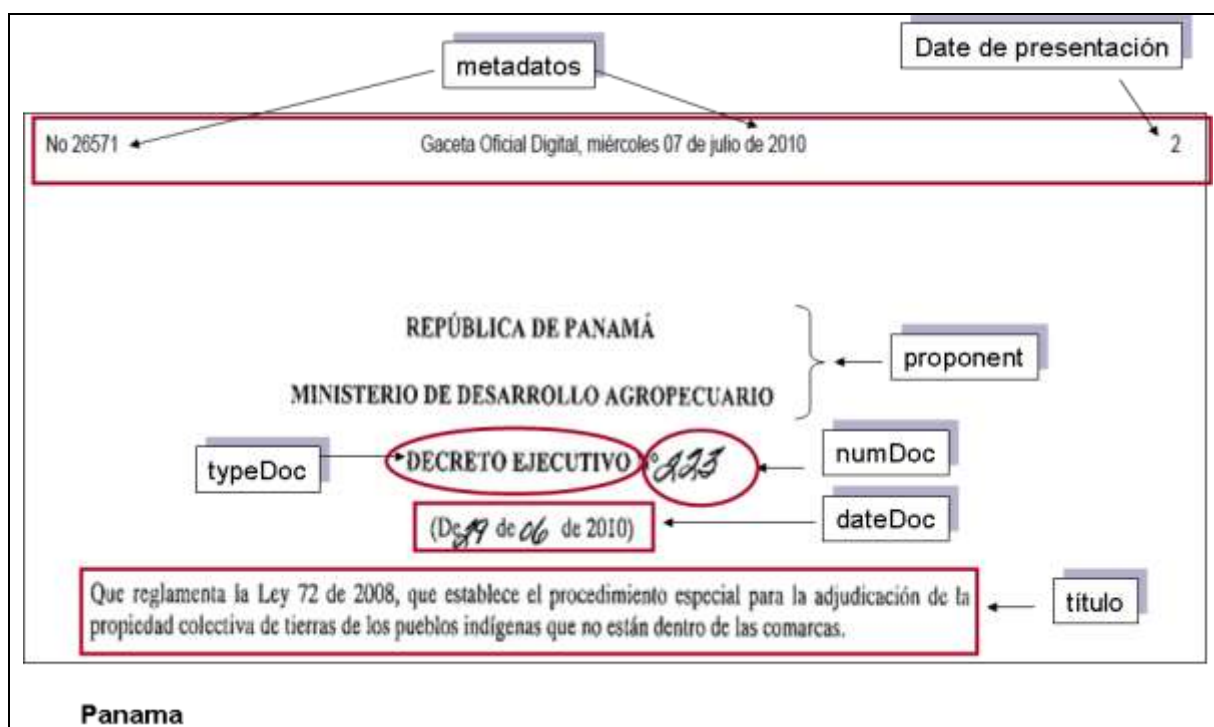 metadatos
Date de presentación
No 26571 Gaceta Oficial Digital, miércoles 07 de julio de 2010 2
REPÚBLICA DE PANAMÁ
proponent
MINISTERIO DE DESARROLLO AGROPECUARIO
typeDoc
DECRETO EJECUTIVO N° 223
numDoc
(De 29 de 06 de 2010)
dateDoc
Que reglamenta la Ley 72 de 2008, que establece el procedimiento especial para la adjudicación de la
propiedad colectiva de tierras de los pueblos indígenas que no están dentro de las comarcas.
título
Panama